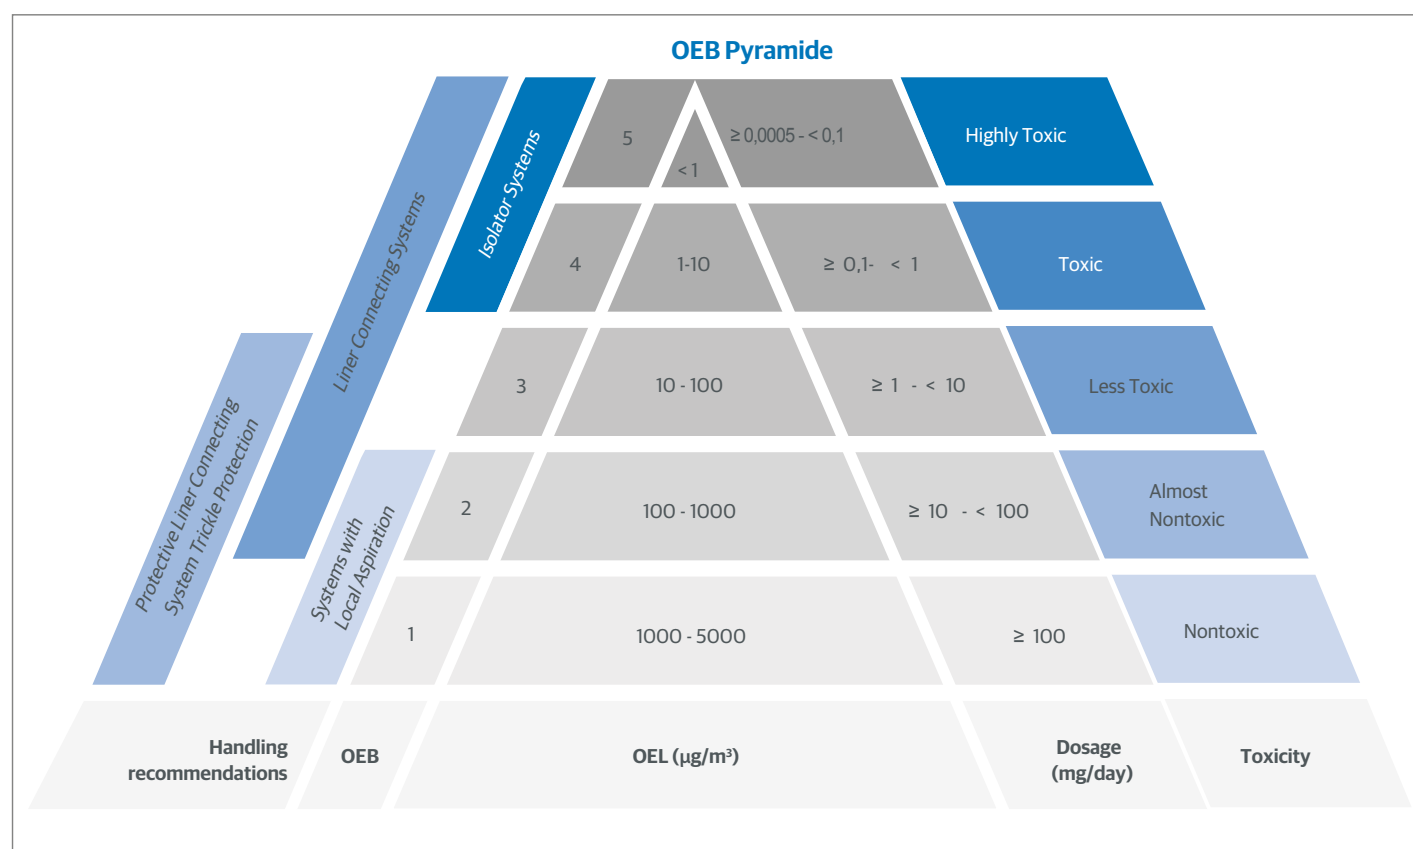 OEB Pyramide
Protective Liner Connecting
System Trickle Protection
Liner Connecting Systems
Systems with
Local Aspiration
Isolator Systems
5
< 1
≥ 0,0005 - < 0,1
Highly Toxic
4
1-10
≥ 0,1- < 1
Toxic
3
10 - 100
≥ 1 - < 10
Less Toxic
2
100 - 1000
≥ 10 - < 100
Almost
Nontoxic
1
1000 - 5000
≥ 100
Nontoxic
Handling
recommendations
OEB
OEL (µg/m³)
Dosage
(mg/day)
Toxicity